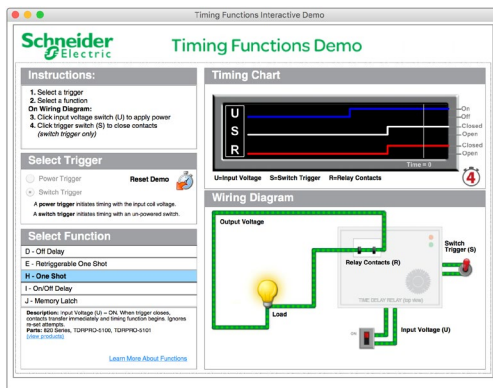 Timing Functions Interactive Demo
Schneider
Electric
Timing Functions Demo
Instructions:
1. Select a trigger
2. Select a function
On Wiring Diagram:
3. Click input voltage switch (U) to apply power
4. Click trigger switch (S) to close contacts
(switch trigger only)
Select Trigger
Power Trigger
Reset Demo
Switch Trigger
A power trigger initiates timing with the input coil voltage.
A switch trigger initiates timing with an un-powered switch.
Select Function
D - Off Delay
E - Retriggerable One Shot
H - One Shot
I - On/Off Delay
J - Memory Latch
Description: Input Voltage (U) = ON. When trigger closes,
contacts transfer immediately and timing function begins. Ignores
re-set attempts.
Parts: 820 Series, TDRPRO-5100, TDRPRO-5101
(view products)
Learn More About Functions
Timing Chart
U
S
R
On
Off
Closed
Open
Closed
Open
Time = 0
U=Input Voltage S=Switch Trigger R=Relay Contacts
4
Wiring Diagram
Output Voltage
Relay Contacts (R)
Switch
Trigger (S)
Load
TIME DELAY RELAY (top view)
ON
Input Voltage (U)